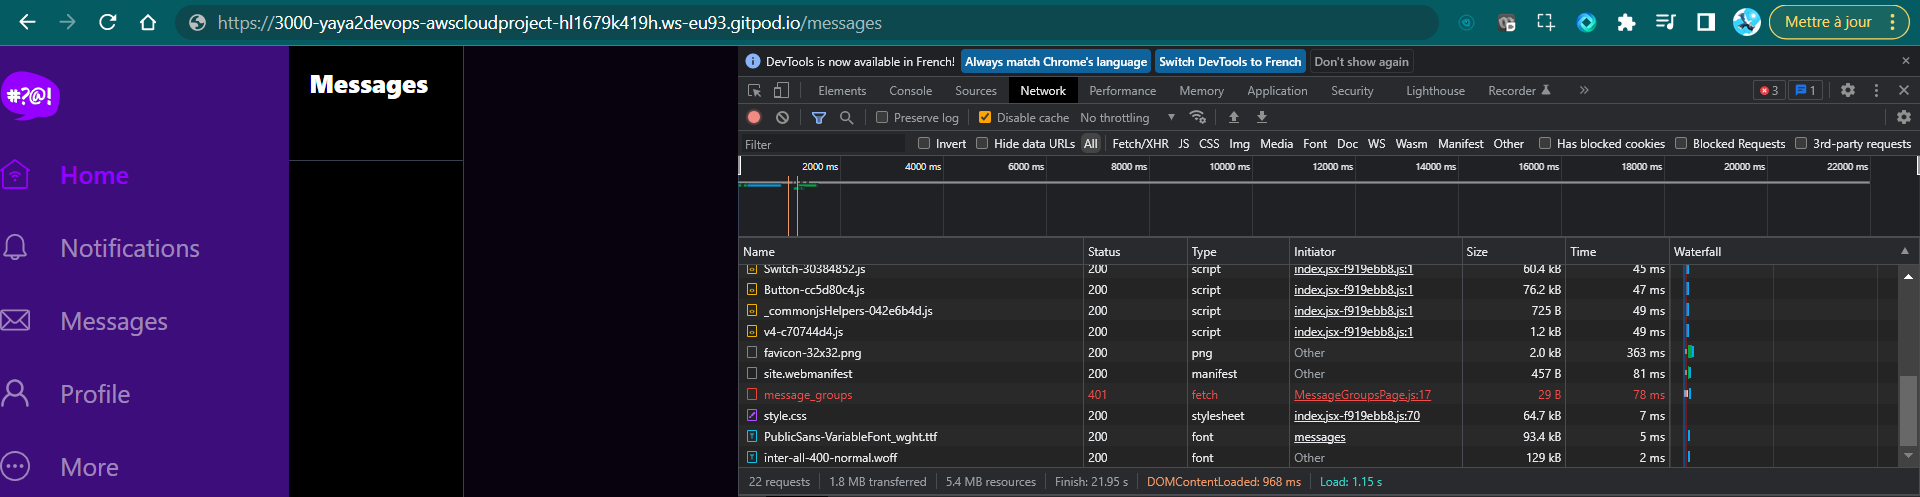 https://3000-yaya2devops-awscloudproject-hl1679k419h.ws-eu93.gitpod.io/messages
Mettre à jour
#?@!
Home
Notifications
Messages
Profile
More
Messages
DevTools is now available in French! Always match Chrome's language Switch DevTools to French Don't show again
Elements Console Sources Network Performance Memory Application Security Lighthouse Recorder 3 1
Preserve log Disable cache No throttling
Filter Invert Hide data URLs All Fetch/XHR JS CSS Img Media Font Doc WS Wasm Manifest Other Has blocked cookies Blocked Requests 3rd-party requests
2000 ms 4000 ms 6000 ms 8000 ms 10000 ms 12000 ms 14000 ms 16000 ms 18000 ms 20000 ms 22000 ms
Name Status Type Initiator Size Time Waterfall
Switch-30384852.js 200 script index.jsx-f919ebb8.js:1 60.4 kB 45 ms
Button-cc5d80c4.js 200 script index.jsx-f919ebb8.js:1 76.2 kB 47 ms
_commonjsHelpers-042e6b4d.js 200 script index.jsx-f919ebb8.js:1 725 B 49 ms
v4-c70744d4.js 200 script index.jsx-f919ebb8.js:1 1.2 kB 49 ms
favicon-32x32.png 200 png Other 2.0 kB 363 ms
site.webmanifest 200 manifest Other 457 B 81 ms
message_groups 401 fetch MessageGroupsPage.js:17 29 B 78 ms
style.css 200 stylesheet index.jsx-f919ebb8.js:70 64.7 kB 7 ms
PublicSans-VariableFont_wght.ttf 200 font messages 93.4 kB 5 ms
inter-all-400-normal.woff 200 font Other 129 kB 2 ms
22 requests 1.8 MB transferred 5.4 MB resources Finish: 21.95 s DOMContentLoaded: 968 ms Load: 1.15 s